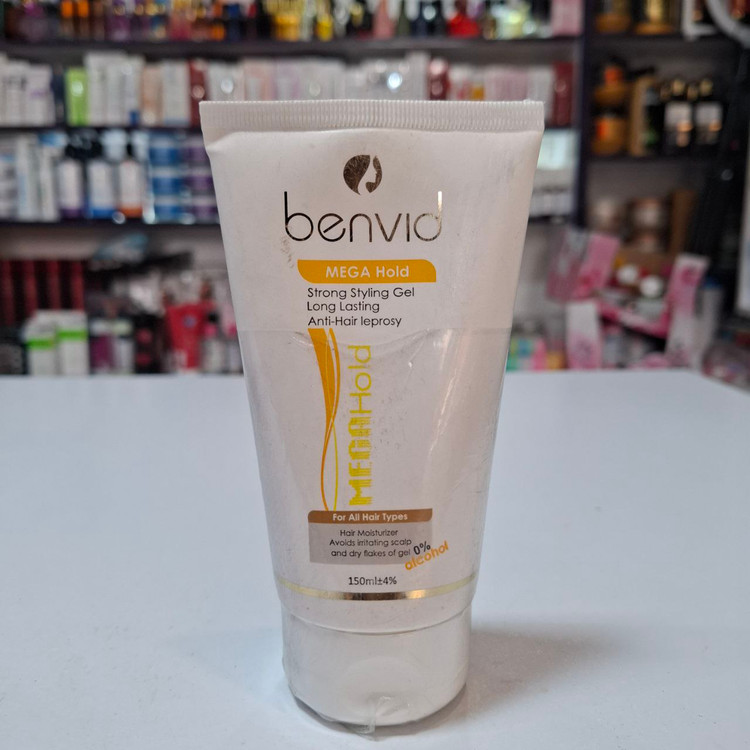 benvid
MEGA Hold
Strong Styling Gel
Long Lasting
Anti-Hair leprosy
MEGAHold
For All Hair Types
Hair Moisturizer
Avoids irritating scalp
and dry flakes of gel
0%
alcohol
150ml±4%